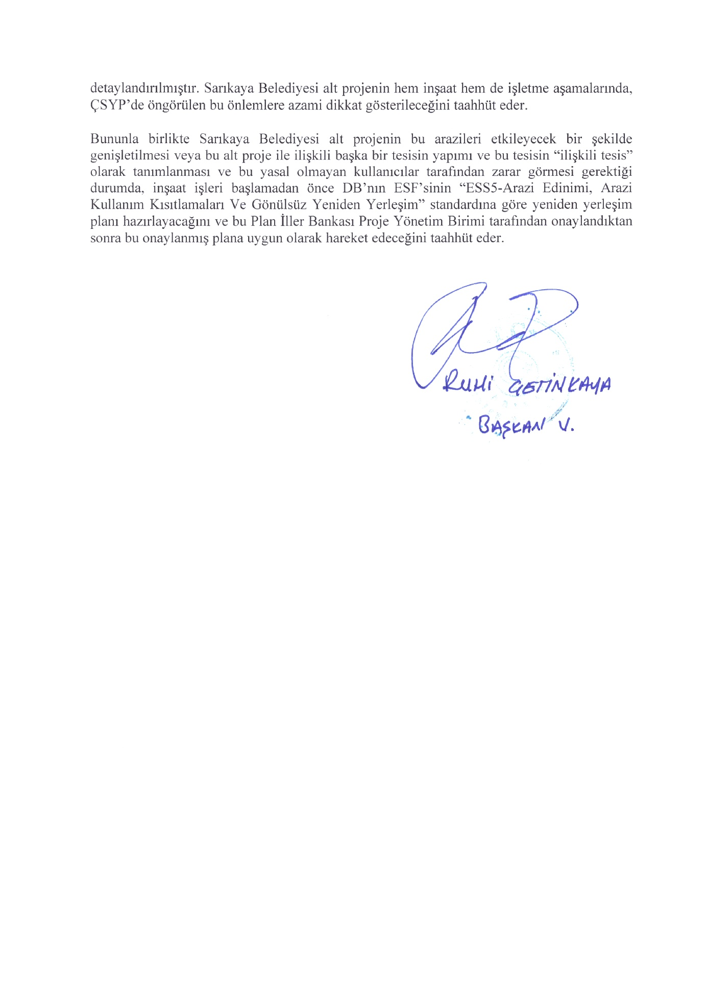 detaylandırılmıştır. Sarıkaya Belediyesi alt projenin hem inşaat hem de işletme aşamalarında,
ÇSYP’de öngörülen bu önlemlere azami dikkat gösterileceğini taahhüt eder.
Bununla birlikte Sarıkaya Belediyesi alt projenin bu arazileri etkileyecek bir şekilde
genişletilmesi veya bu alt proje ile ilişkili başka bir tesisin yapımı ve bu tesisin “ilişkili tesis”
olarak tanımlanması ve bu yasal olmayan kullanıcılar tarafından zarar görmesi gerektiği
durumda, inşaat işleri başlamadan önce DB’nın ESF’sinin “ESS5-Arazi Edinimi, Arazi
Kullanım Kısıtlamaları Ve Gönülsüz Yeniden Yerleşim” standardına göre yeniden yerleşim
planı hazırlayacağını ve bu Plan İller Bankası Proje Yönetim Birimi tarafından onaylandıktan
sonra bu onaylanmış plana uygun olarak hareket edeceğini taahhüt eder.
RUHİ ÇETİNKAYA
BAŞKAN V.